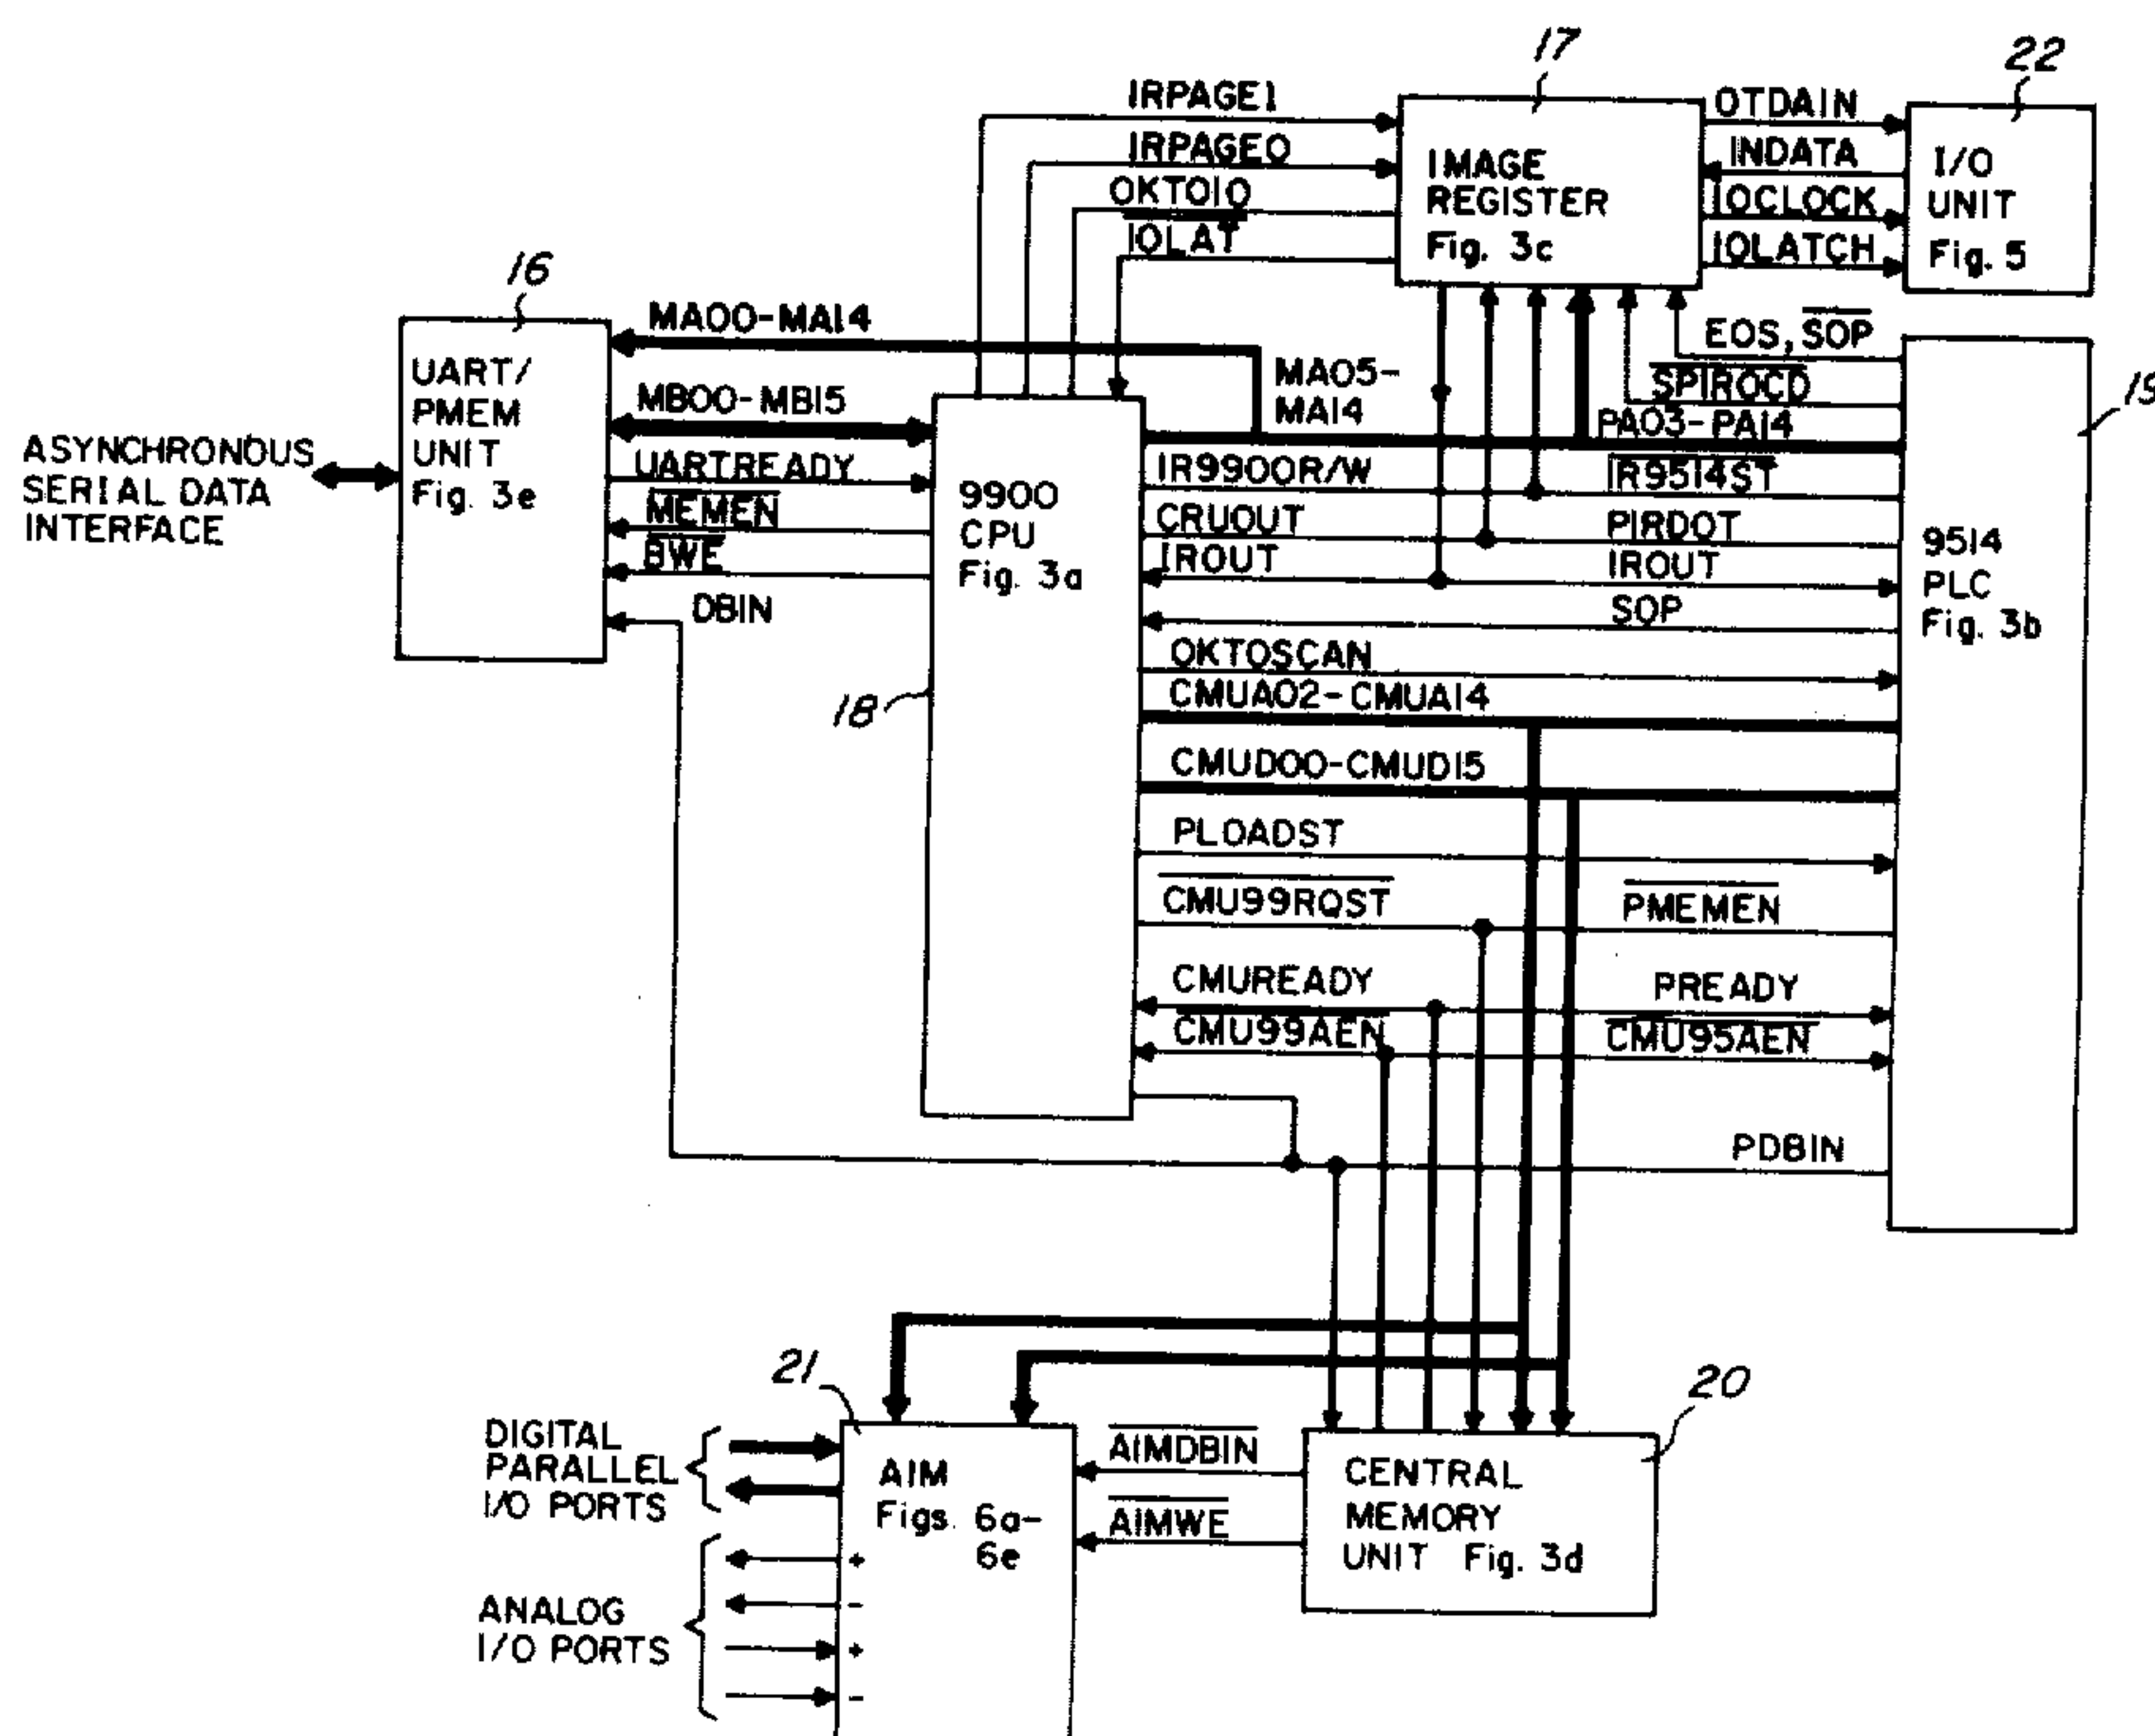 17
22
IRPAGE1
IRPAGE0
OKTOIO
IOLAT
IMAGE
REGISTER
Fig. 3c
OTDAIN
INDATA
IOCLOCK
IOLATCH
I/O
UNIT
Fig. 5
16
MA00-MA14
UART/
PMEM
UNIT
Fig. 3e
MB00-MB15
UARTREADY
MEMEN
BWE
DBIN
ASYNCHRONOUS
SERIAL DATA
INTERFACE
18
9900
CPU
Fig. 3a
MA05-
MA14
EOS, SOP
SPIROCD
PA03-PA14
IR9900R/W
IR9514ST
CRUOUT
PIRDOT
IROUT
IROUT
SOP
OKTOSCAN
CMUA02-CMUA14
CMUD00-CMUD15
PLOADST
CMU99RQST
PMEMEN
CMUREADY
PREADY
CMU99AEN
CMU95AEN
PDBIN
19
9514
PLC
Fig. 3b
21
20
DIGITAL
PARALLEL
I/O PORTS
ANALOG
I/O PORTS
AIM
Figs. 6a-
6e
+
-
+
-
AIMDBIN
AIMWE
CENTRAL
MEMORY
UNIT Fig. 3d